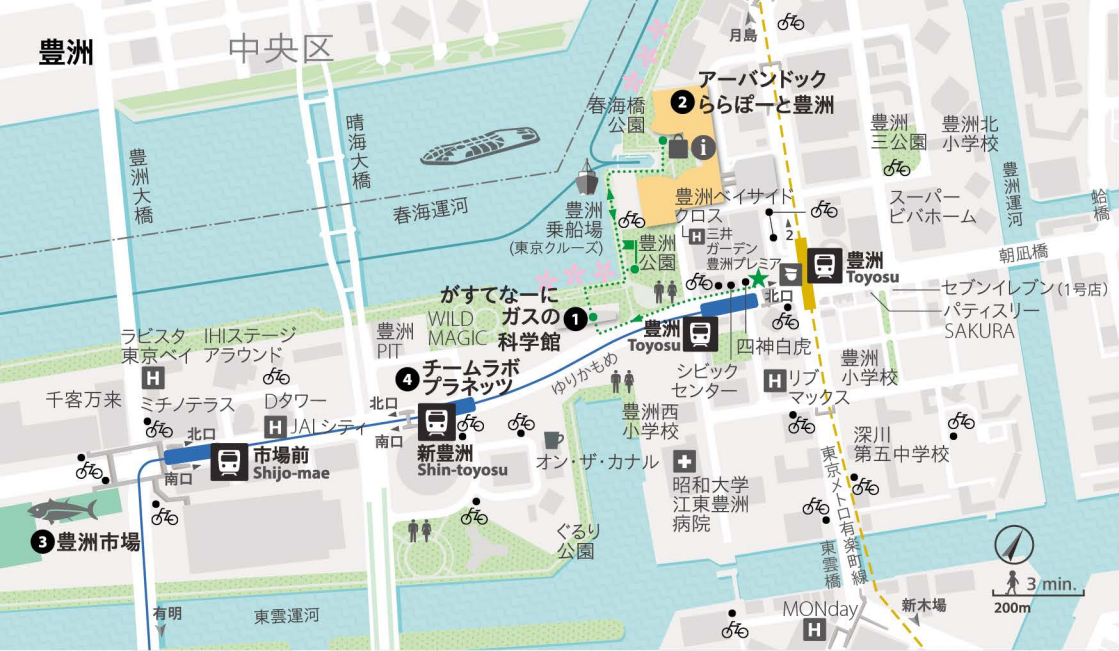 豊洲
中央区
月島
アーバンドック
❷ ららぽーと豊洲
春海橋
公園
i
豊洲
三公園
豊洲北
小学校
豊洲大橋
晴海大橋
春海運河
豊洲
乗船場
(東京クルーズ)
豊洲ベイサイド
クロス
H 三井
ガーデン
豊洲プレミア
2
スーパー
ビバホーム
豊洲運河
蛤橋
朝凪橋
豊洲
公園
豊洲
Toyosu
北口
セブンイレブン(1号店)
パティスリー
SAKURA
がすてなーに
ガスの
科学館
❶
WILD
MAGIC
豊洲
PIT
豊洲
Toyosu
四神白虎
シビック
センター
豊洲
小学校
H リブ
マックス
ラビスタ
東京ベイ
H
IHIステージ
アラウンド
❹ チームラボ
プラネッツ
ゆりかもめ
千客万来
ミチノテラス
Dタワー
H JALシティ
北口
南口
新豊洲
Shin-toyosu
北口
南口
市場前
Shijo-mae
豊洲西
小学校
オン・ザ・カナル
昭和大学
江東豊洲
病院
深川
第五中学校
東京メトロ有楽町線
❸ 豊洲市場
ぐるり
公園
東雲橋
有明
東雲運河
MONday
H
新木場
3 min.
200m